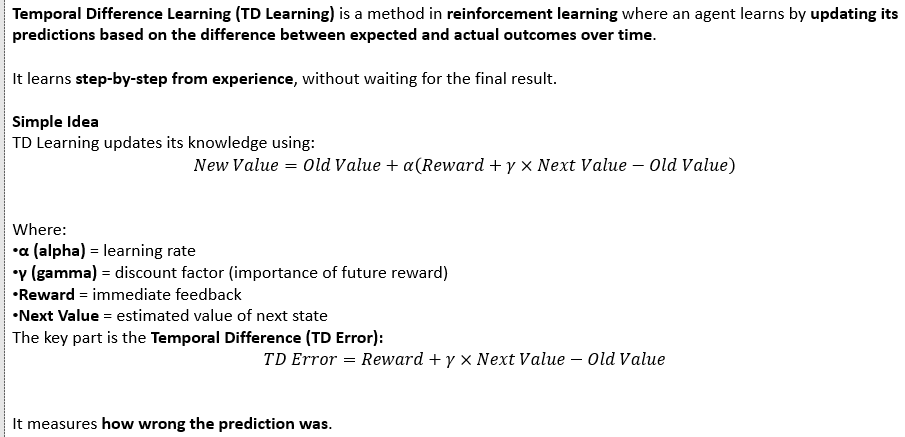 Temporal Difference Learning (TD Learning) is a method in reinforcement learning where an agent learns by updating its
predictions based on the difference between expected and actual outcomes over time.
It learns step-by-step from experience, without waiting for the final result.
Simple Idea
TD Learning updates its knowledge using:
New Value = Old Value + α(Reward + γ × Next Value − Old Value)
Where:
•α (alpha) = learning rate
•γ (gamma) = discount factor (importance of future reward)
•Reward = immediate feedback
•Next Value = estimated value of next state
The key part is the Temporal Difference (TD Error):
TD Error = Reward + γ × Next Value − Old Value
It measures how wrong the prediction was.